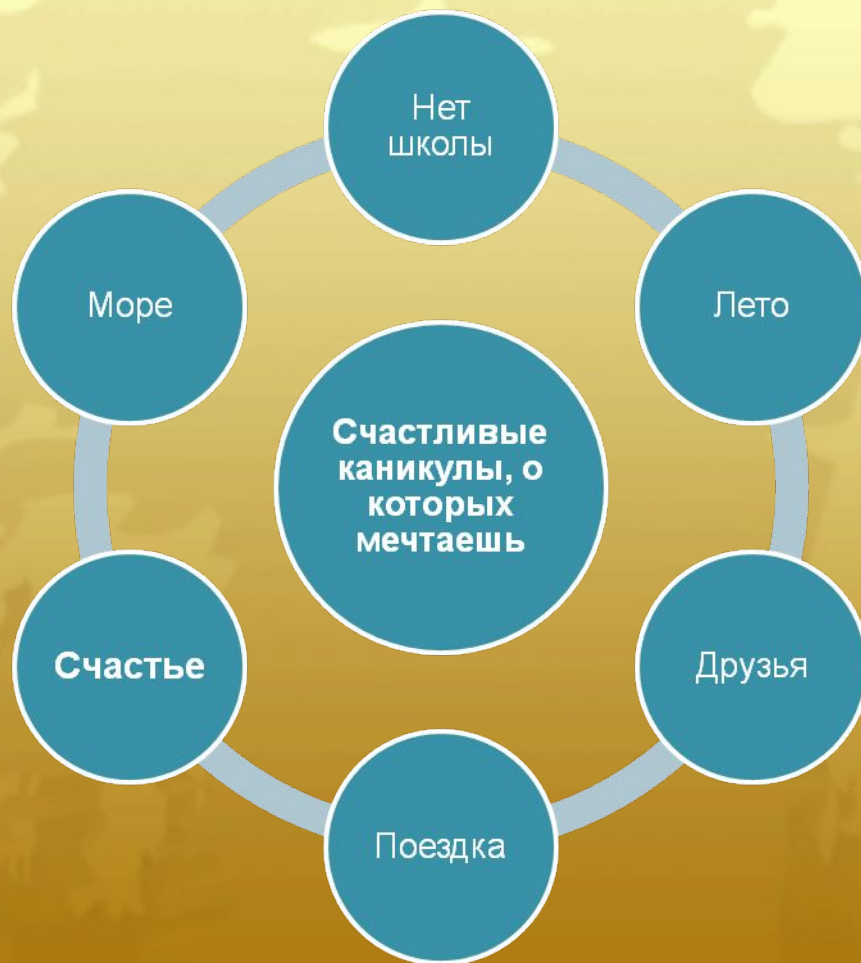 Нет
школы
Лето
Друзья
Поездка
Счастье
Море
Счастливые
каникулы, о
которых
мечтаешь